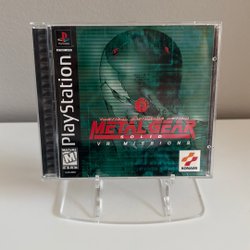 PlayStation
METAL GEAR
SOLID
VR MISSIONS
M
KONAMI